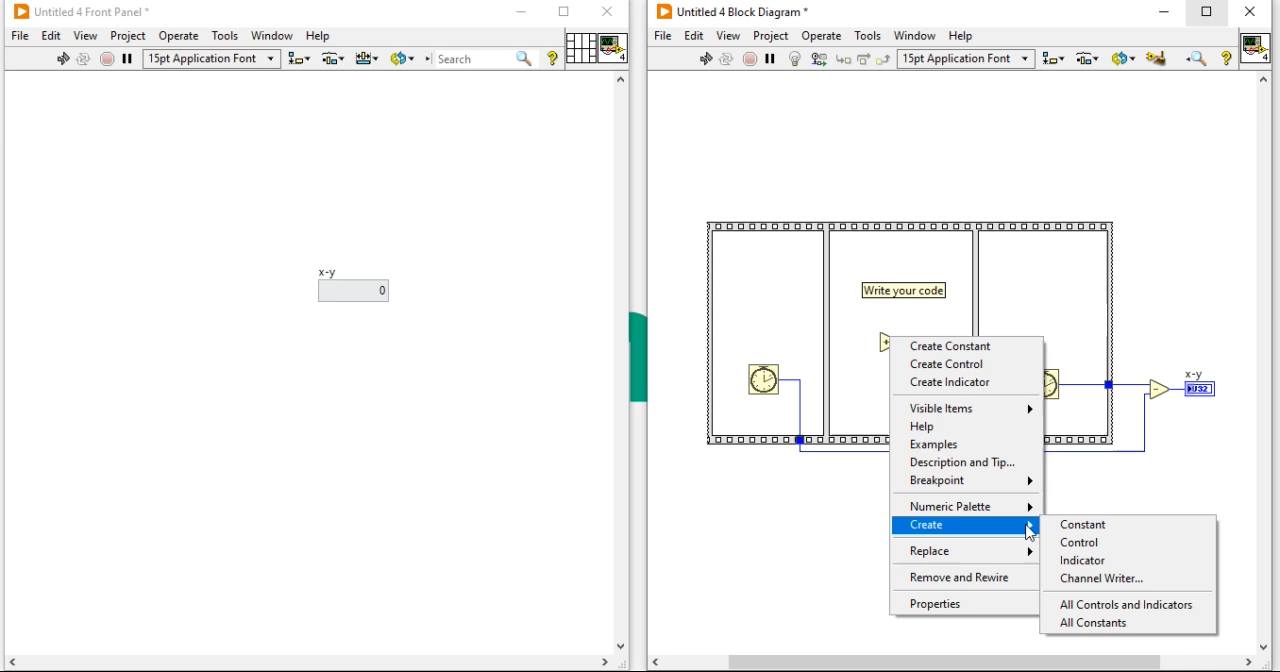 Untitled 4 Front Panel *
File Edit View Project Operate Tools Window Help
15pt Application Font
Search
4
x-y
0
Untitled 4 Block Diagram *
File Edit View Project Operate Tools Window Help
15pt Application Font
4
Write your code
x-y
U32
Create Constant
Create Control
Create Indicator
Visible Items
Help
Examples
Description and Tip...
Breakpoint
Numeric Palette
Create
Replace
Remove and Rewire
Properties
Constant
Control
Indicator
Channel Writer...
All Controls and Indicators
All Constants